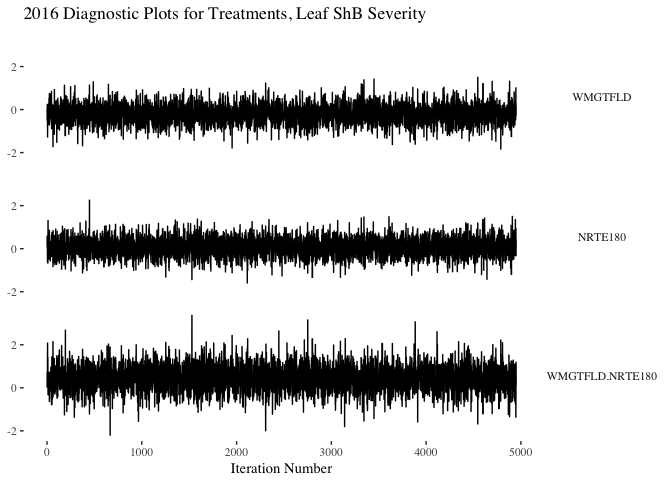 2016 Diagnostic Plots for Treatments, Leaf ShB Severity
2
0
-2
WMGTFLD
2
0
-2
NRTE180
2
0
-2
WMGTFLD.NRTE180
0 1000 2000 3000 4000 5000
Iteration Number